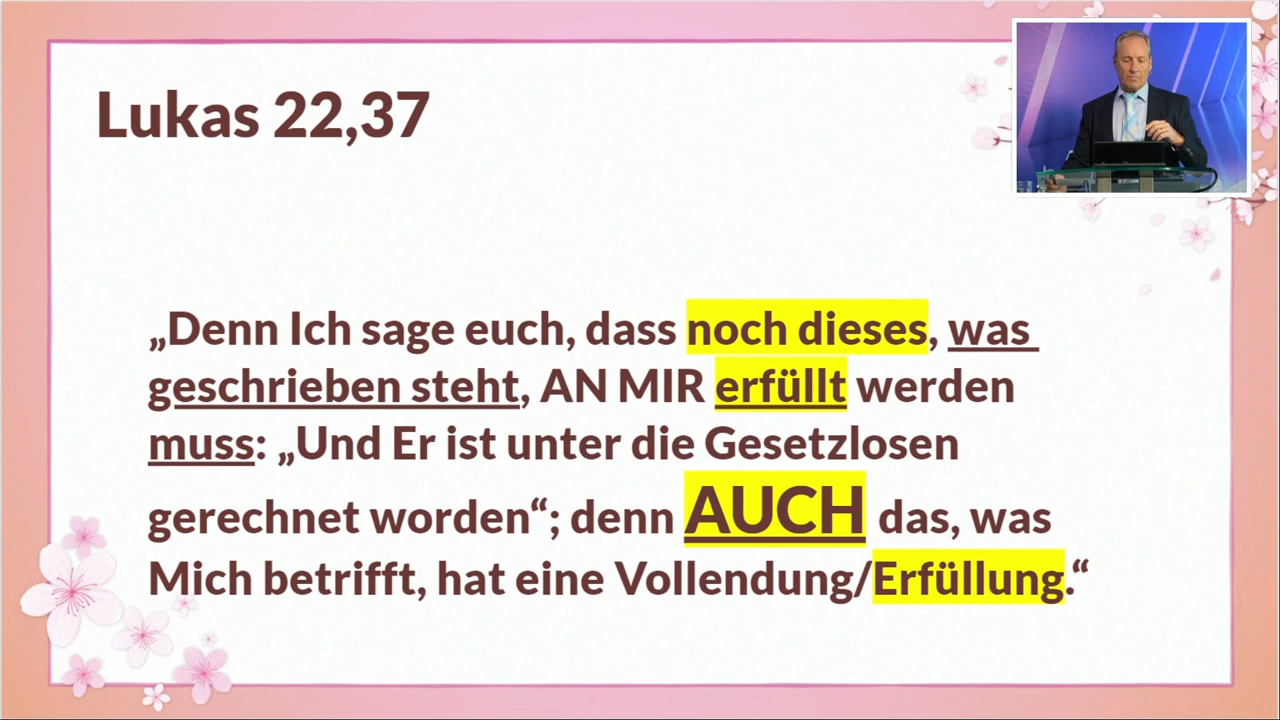 Lukas 22,37
„Denn Ich sage euch, dass noch dieses, was
geschrieben steht, AN MIR erfüllt werden
muss: „Und Er ist unter die Gesetzlosen
gerechnet worden“; denn AUCH das, was
Mich betrifft, hat eine Vollendung/Erfüllung.“